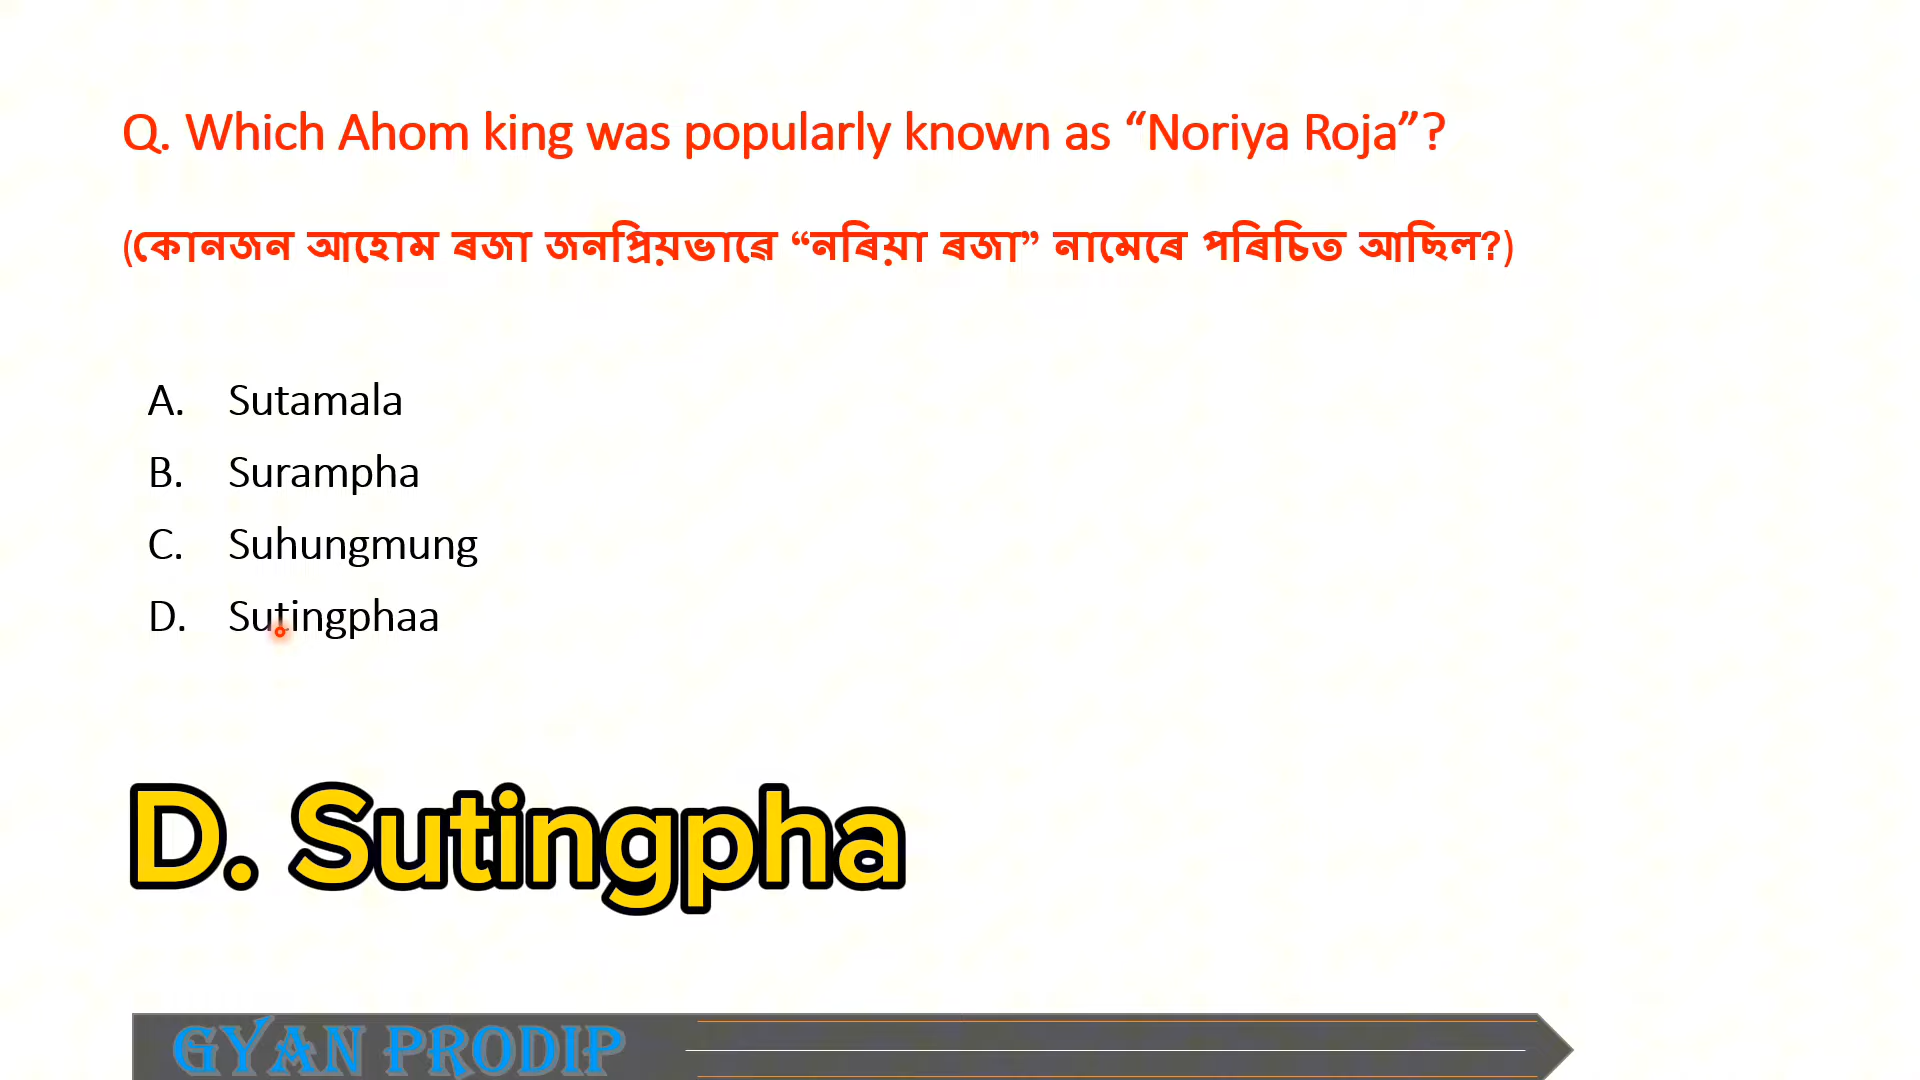 Q. Which Ahom king was popularly known as “Noriya Roja”?
(কোনজন আহোম ৰজা জনপ্ৰিয়ভাৱে “নৰিয়া ৰজা” নামেৰে পৰিচিত আছিল?)
A. Sutamala
B. Surampha
C. Suhungmung
D. Sutingphaa
D. Sutingpha
GYAN PRODIP